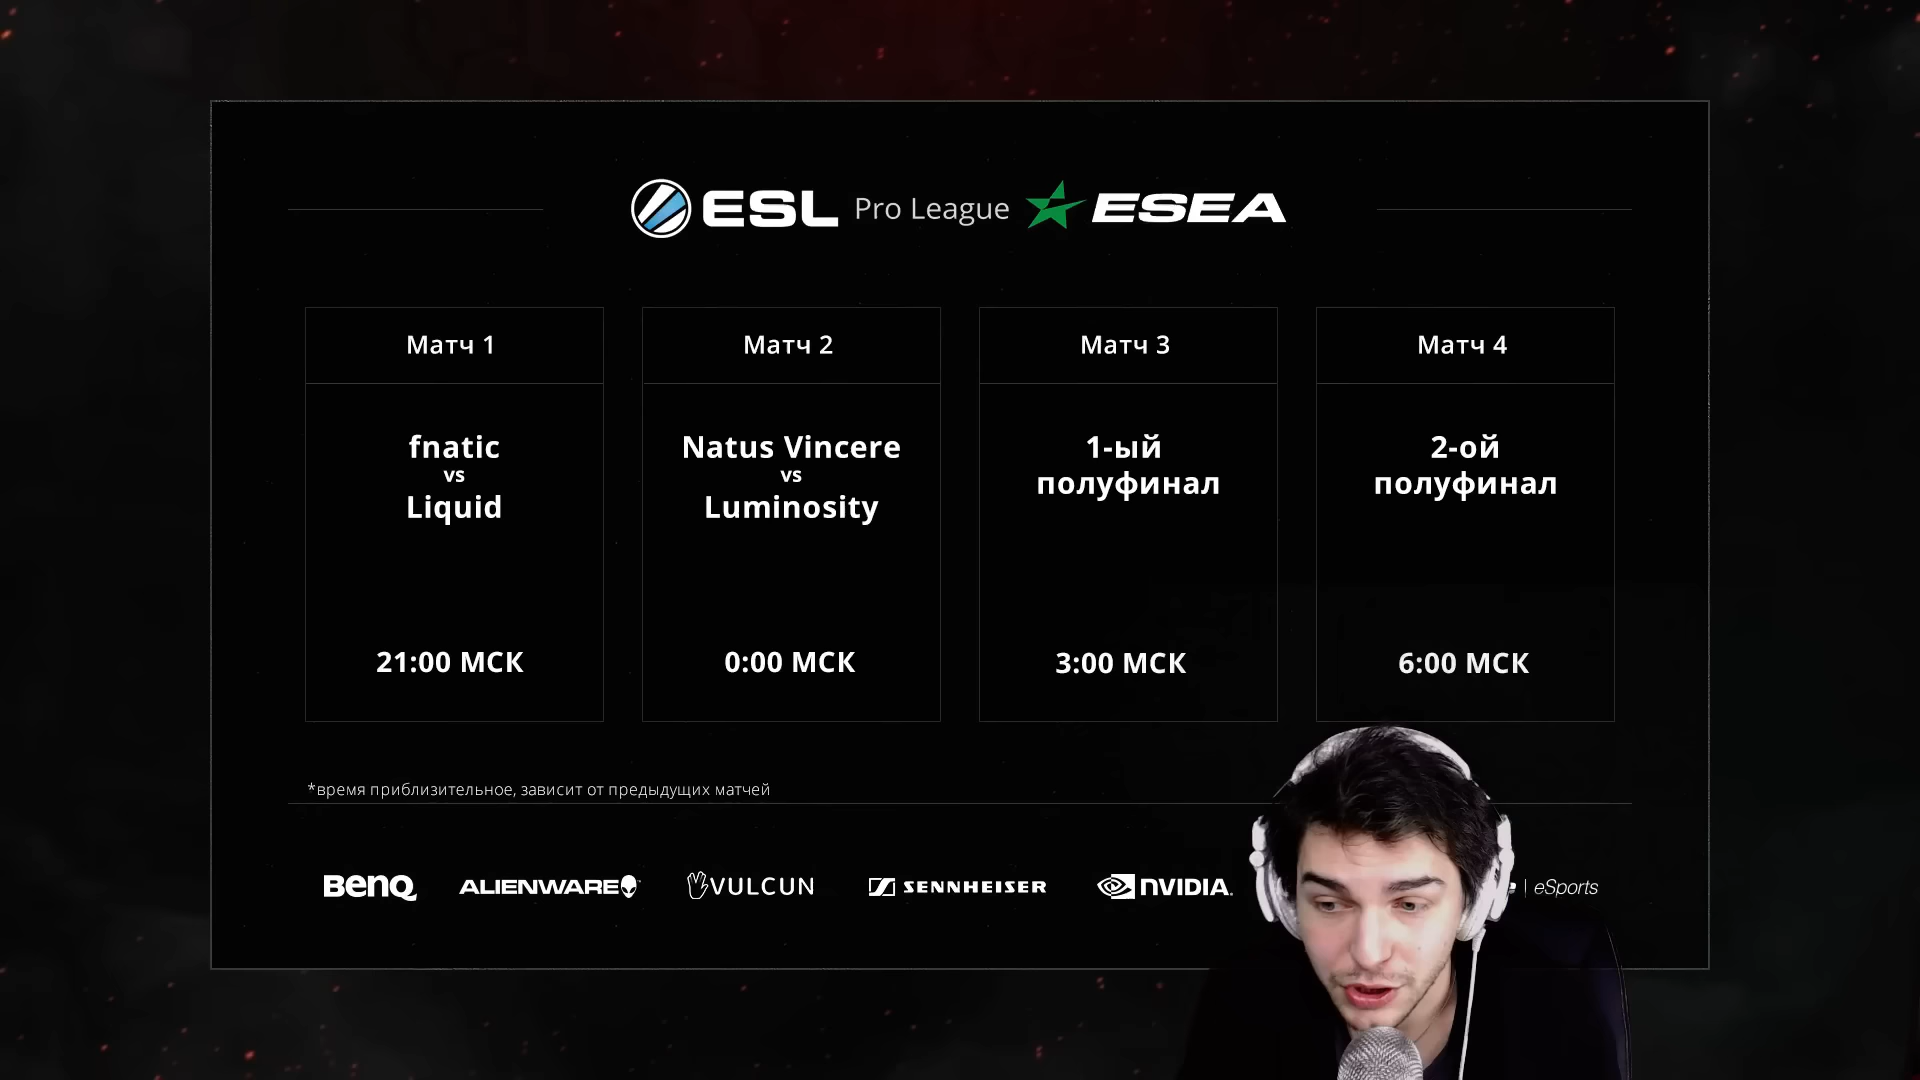 ESL Pro League ESEA
Матч 1
fnatic
vs
Liquid
21:00 МСК
Матч 2
Natus Vincere
vs
Luminosity
0:00 МСК
Матч 3
1-ый
полуфинал
3:00 МСК
Матч 4
2-ой
полуфинал
6:00 МСК
*время приблизительное, зависит от предыдущих матчей
BenQ ALIENWARE VULCUN SENNHEISER NVIDIA. | eSports